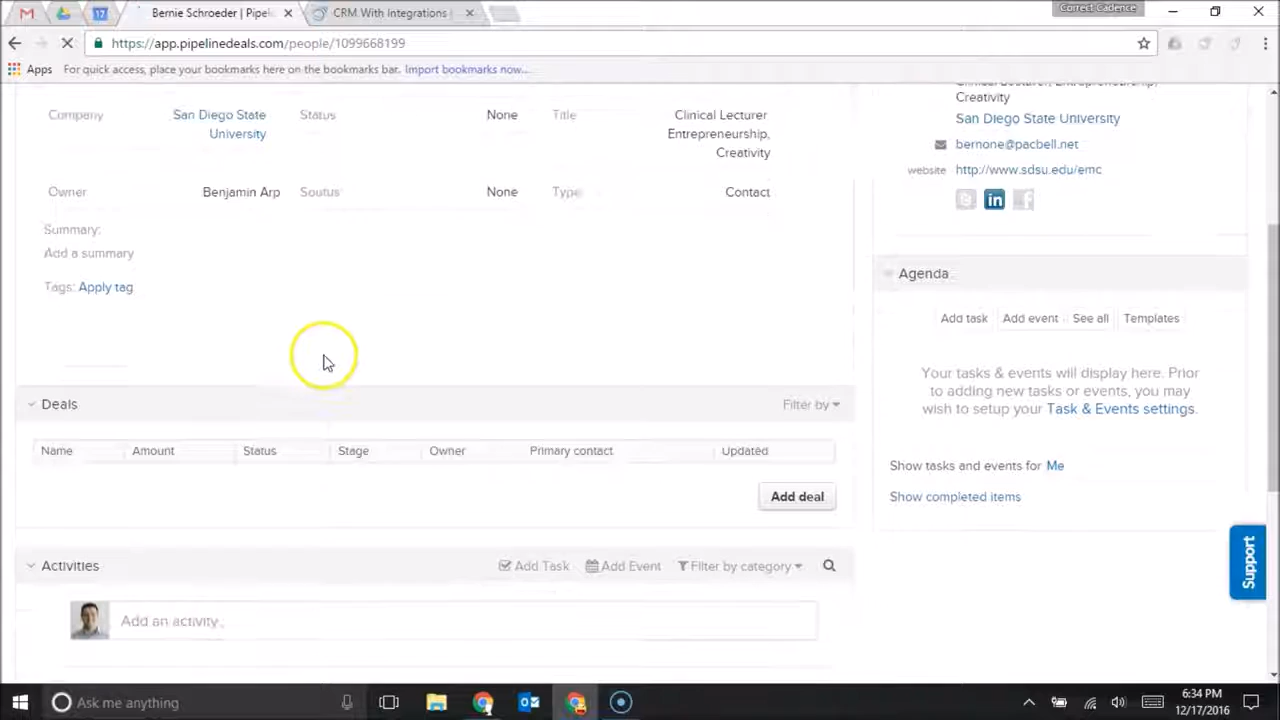 Bernie Schroeder | Pipel
CRM With Integrations
Correct Cadence
https://app.pipelinedeals.com/people/1099668199
Apps
For quick access, place your bookmarks here on the bookmarks bar. Import bookmarks now...
Company
San Diego State
University
Status
None
Title
Clinical Lecturer
Entrepreneurship,
Creativity
Owner
Benjamin Arp
Soutus
None
Type
Contact
Summary:
Add a summary
Tags: Apply tag
Clinical Lecturer, Entrepreneurship,
Creativity
San Diego State University
bernone@pacbell.net
website
http://www.sdsu.edu/emc
in
Agenda
Add task
Add event
See all
Templates
Your tasks & events will display here. Prior
to adding new tasks or events, you may
wish to setup your Task & Events settings.
Show tasks and events for Me
Show completed items
Deals
Filter by
Name
Amount
Status
Stage
Owner
Primary contact
Updated
Add deal
Activities
Add Task
Add Event
Filter by category
Add an activity
Support
Ask me anything
6:34 PM
12/17/2016